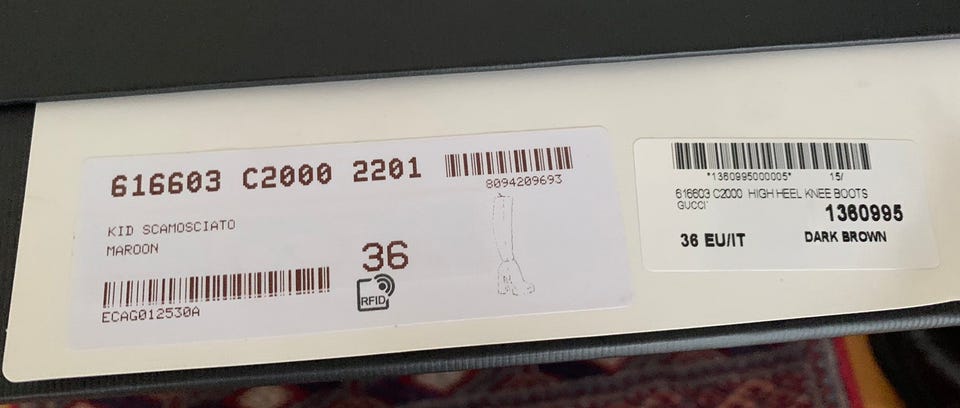 616603 C2000 2201
8094209693
KID SCAMOSCIATO
MAROON
36
RFID
ECAG012530A
*1360995000005* 15/
616603 C2000 HIGH HEEL KNEE BOOTS
GUCCI
1360995
36 EU/IT
DARK BROWN